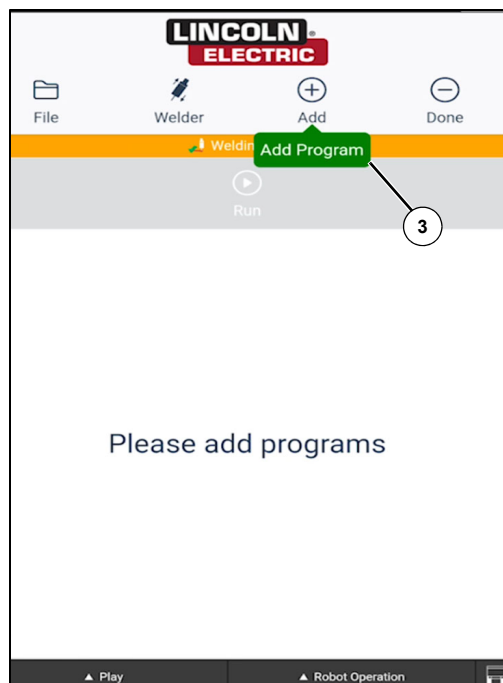 LINCOLN
ELECTRIC
File
Welder
Add
Done
Add Program
Run
3
Please add programs
▲ Play
▲ Robot Operation